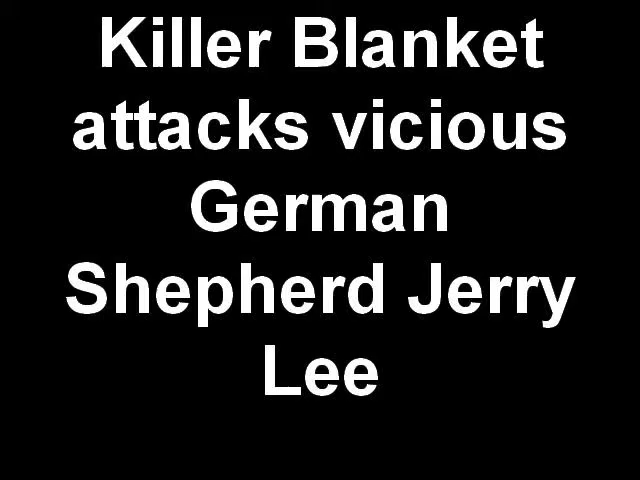 Killer Blanket
attacks vicious
German
Shepherd Jerry
Lee